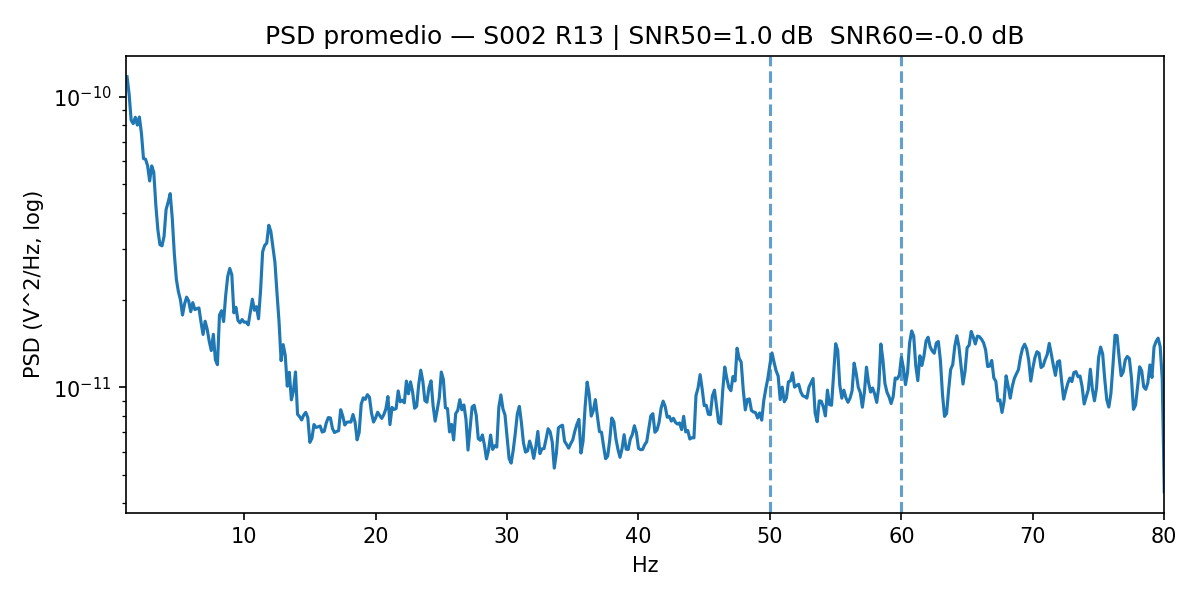 PSD promedio — S002 R13 | SNR50=1.0 dB  SNR60=-0.0 dB
PSD (V^2/Hz, log)
10⁻¹⁰
10⁻¹¹
10 20 30 40 50 60 70 80
Hz